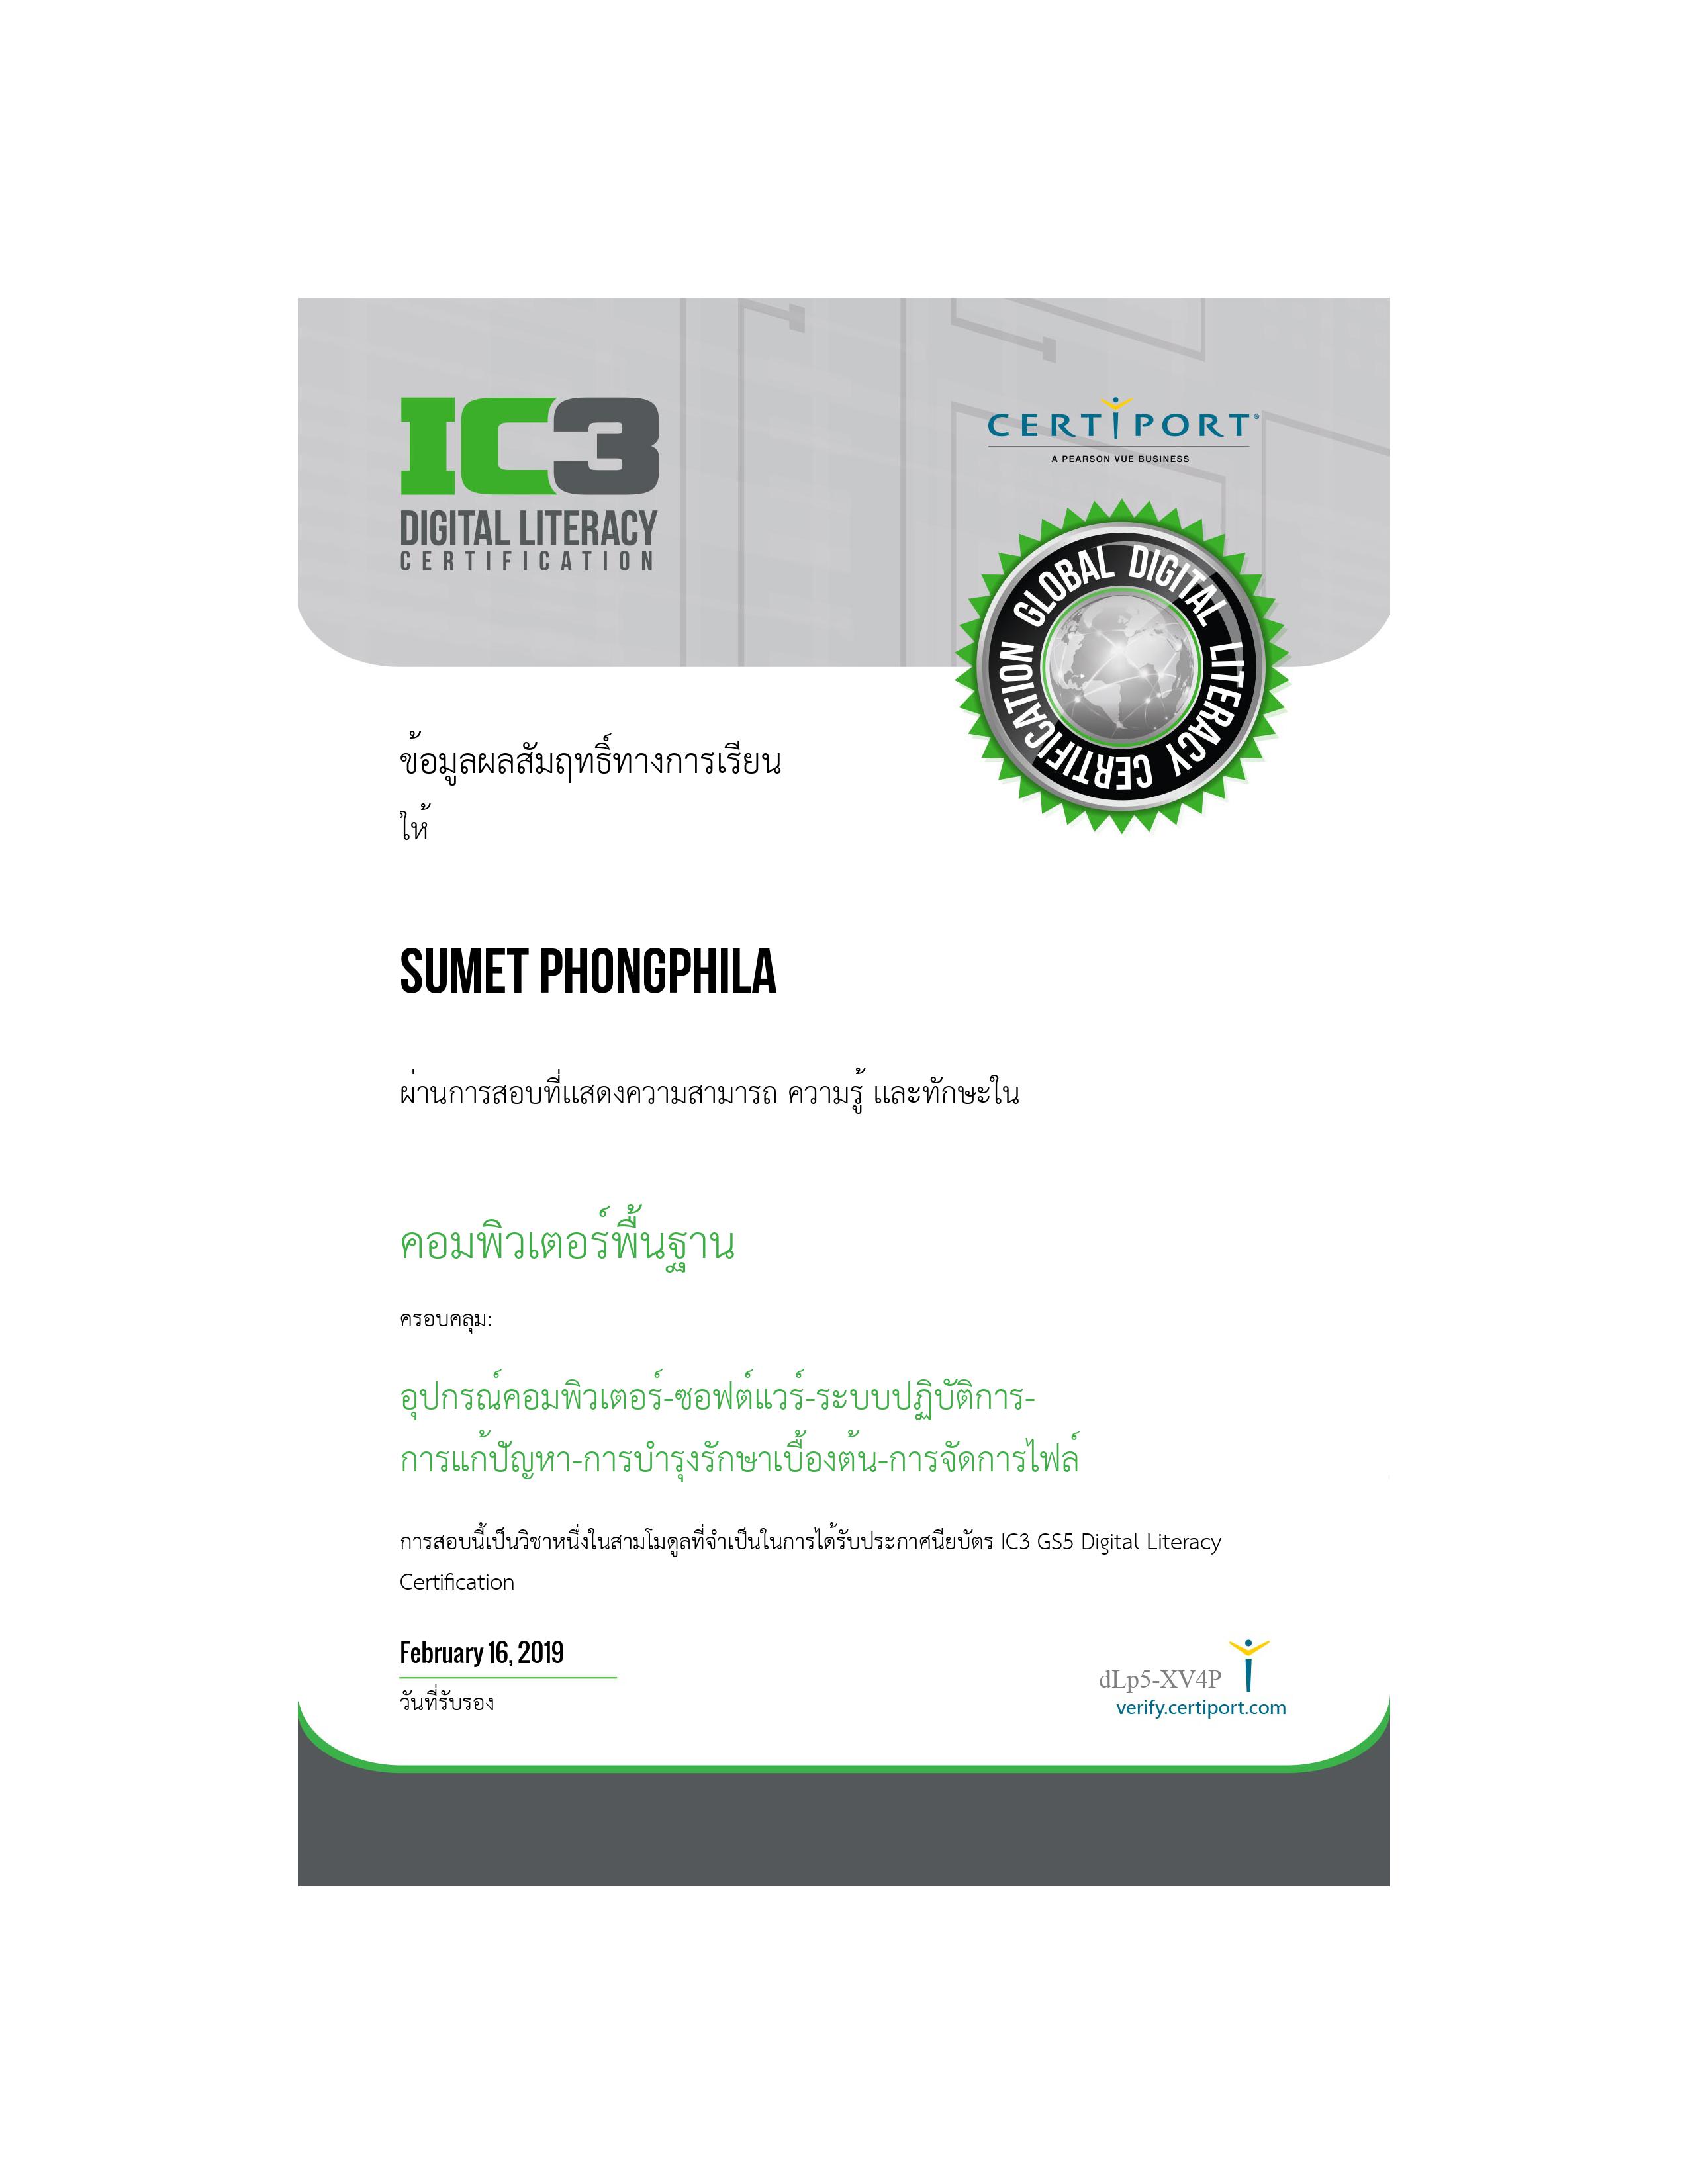 IC3
DIGITAL LITERACY
CERTIFICATION
CERTIPORT®
A PEARSON VUE BUSINESS
GLOBAL DIGITAL LITERACY CERTIFICATION
ข้อมูลผลสัมฤทธิ์ทางการเรียน
ให้
SUMET PHONGPHILA
ผ่านการสอบที่แสดงความสามารถ ความรู้ และทักษะใน
คอมพิวเตอร์พื้นฐาน
ครอบคลุม:
อุปกรณ์คอมพิวเตอร์-ซอฟต์แวร์-ระบบปฏิบัติการ-
การแก้ปัญหา-การบำรุงรักษาเบื้องต้น-การจัดการไฟล์
การสอบนี้เป็นวิชาหนึ่งในสามโมดูลที่จำเป็นในการได้รับประกาศนียบัตร IC3 GS5 Digital Literacy
Certification
February 16, 2019
วันที่รับรอง
dLp5-XV4P
verify.certiport.com